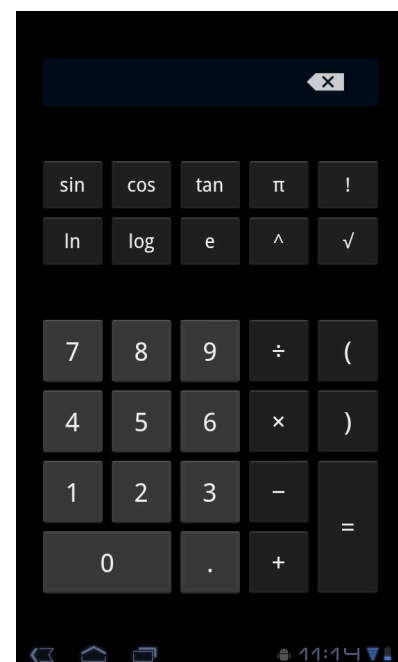 sin cos tan π !
ln log e ^ √
7 8 9 ÷ (
4 5 6 × )
1 2 3 −
=
0 . +
11:14